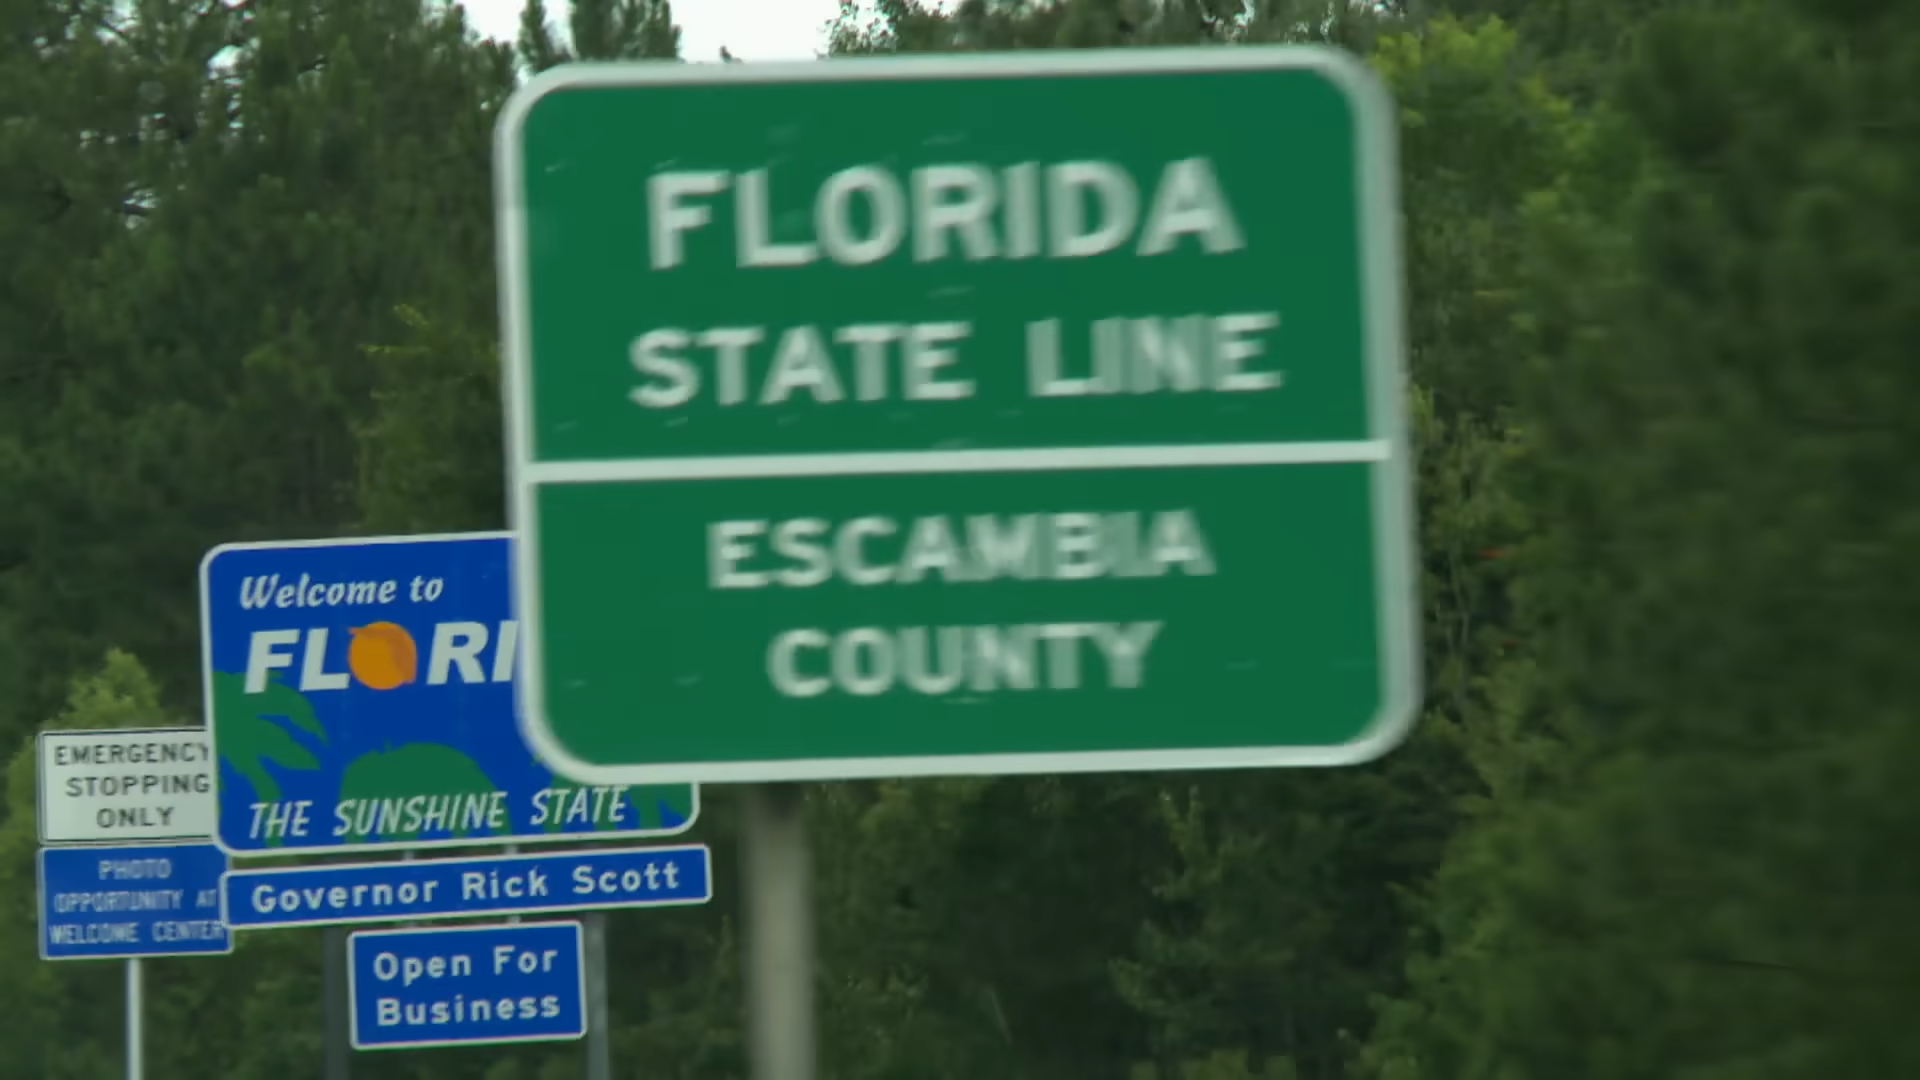 FLORIDA
STATE LINE
ESCAMBIA
COUNTY
Welcome to
FLORI
THE SUNSHINE STATE
Governor Rick Scott
Open For
Business
EMERGENCY
STOPPING
ONLY
PHOTO
OPPORTUNITY AT
WELCOME CENTER